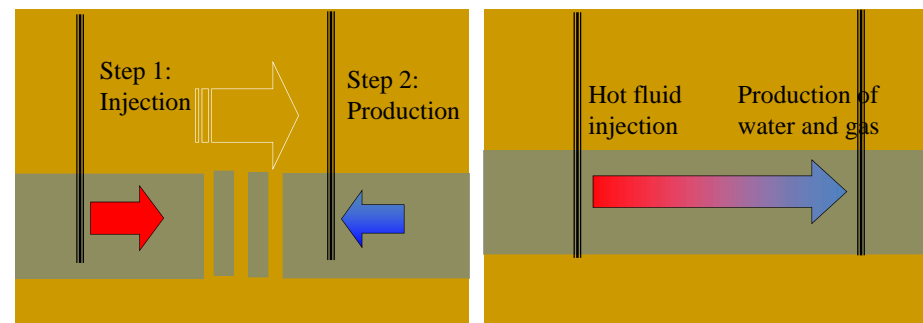 Step 1:
Injection
Step 2:
Production
Hot fluid
injection
Production of
water and gas